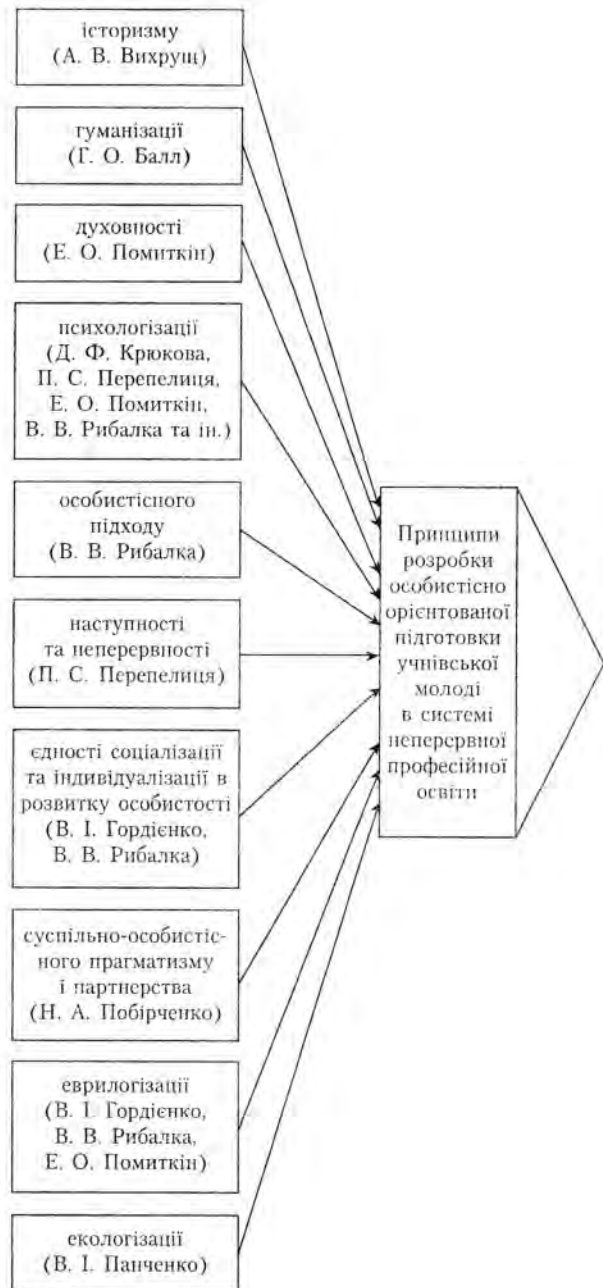 історизму
(А. В. Вихрущ)
гуманізації
(Г. О. Балл)
духовності
(Е. О. Помиткін)
психологізації
(Д. Ф. Крюкова,
П. С. Перепелиця,
Е. О. Помиткін,
В. В. Рибалка та ін.)
особистісного
підходу
(В. В. Рибалка)
наступності
та неперервності
(П. С. Перепелиця)
єдності соціалізації
та індивідуалізації в
розвитку особистості
(В. І. Гордієнко,
В. В. Рибалка)
суспільно-особистіс-
ного прагматизму
і партнерства
(Н. А. Побірченко)
еврилогізації
(В. І. Гордієнко,
В. В. Рибалка,
Е. О. Помиткін)
екологізації
(В. І. Панченко)
Принципи
розробки
особистісно
орієнтованої
підготовки
учнівської
молоді
в системі
неперервної
професійної
освіти